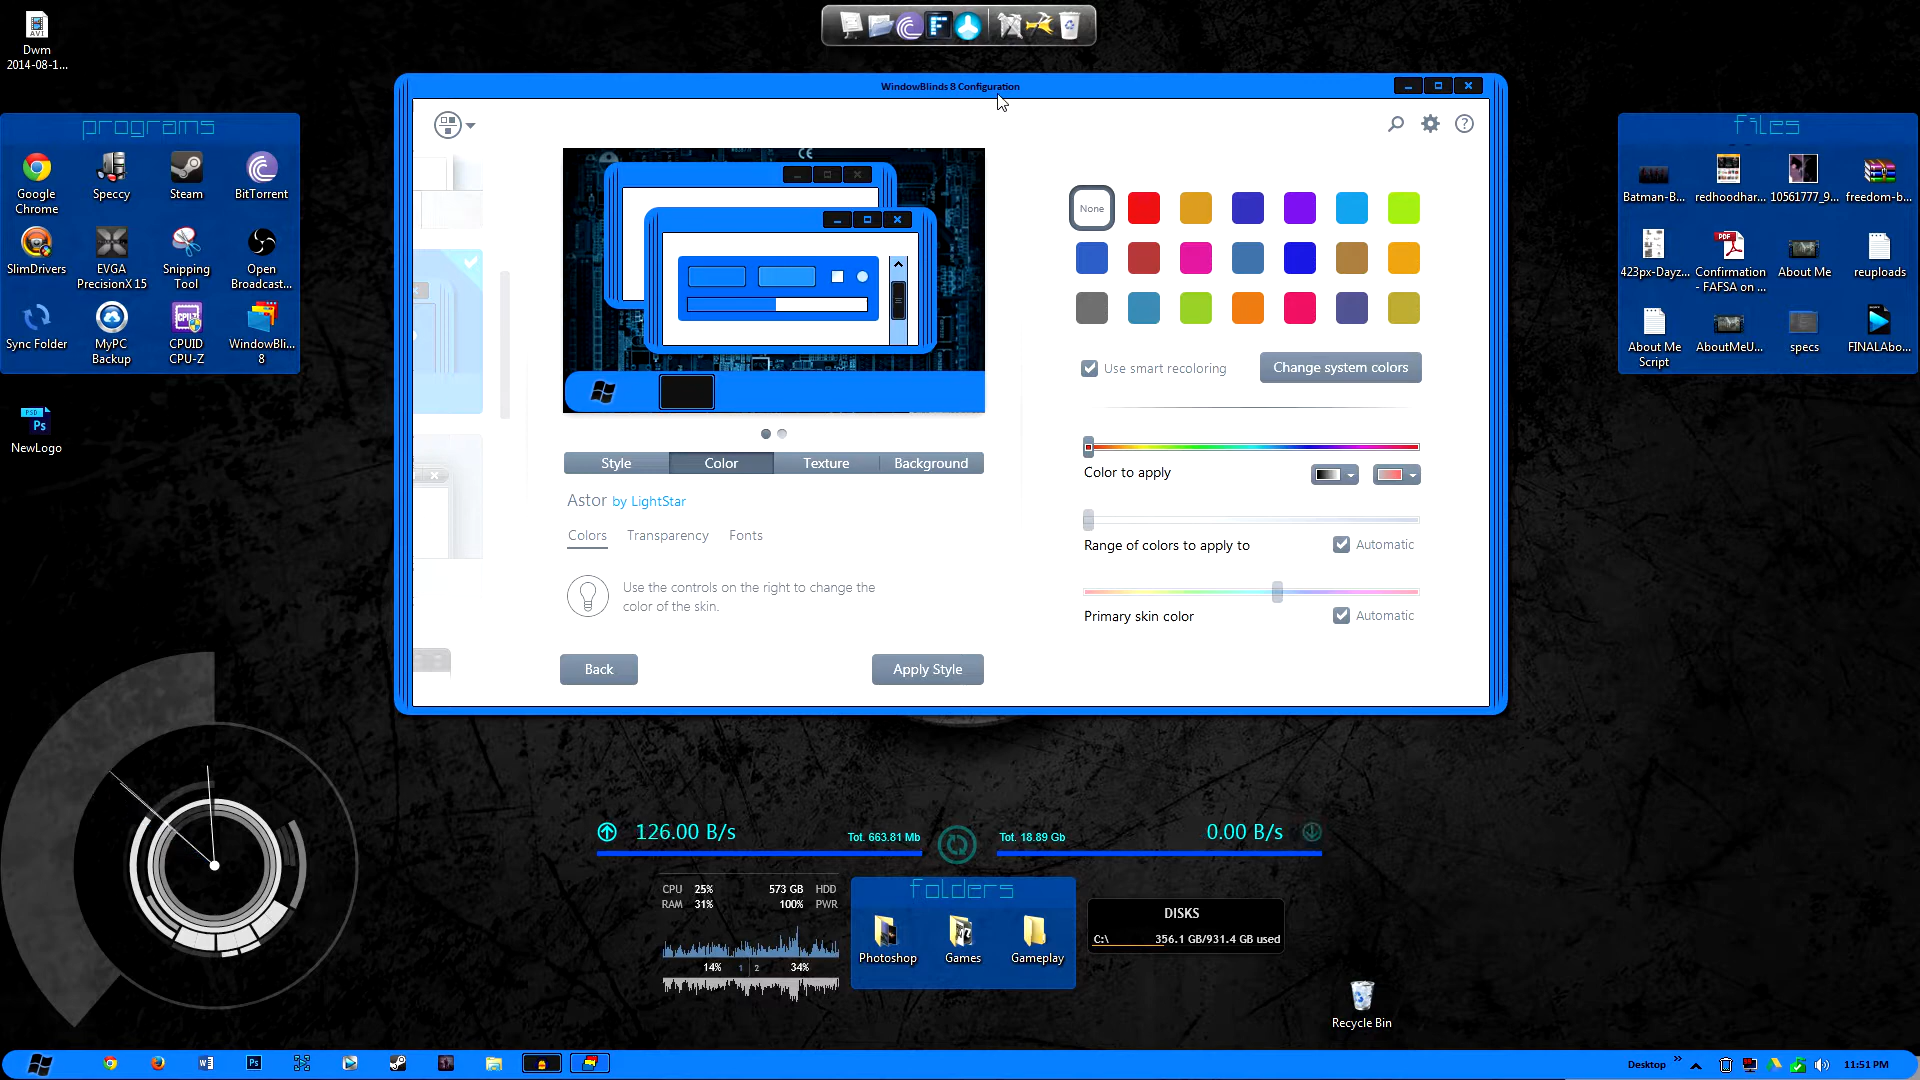 Dwm
2014-08-1...
WindowBlinds 8 Configuration
programs
Google
Chrome
Speccy
Steam
BitTorrent
SlimDrivers
EVGA
PrecisionX 15
Snipping
Tool
Open
Broadcast...
Sync Folder
MyPC
Backup
CPUID
CPU-Z
WindowBli...
8
NewLogo
files
Batman-B...
redhoodhar...
10561777_9...
freedom-b...
423px-Dayz...
Confirmation
- FAFSA on ...
About Me
reuploads
About Me
Script
AboutMeU...
specs
FINALAbo...
None
Use smart recoloring
Change system colors
Color to apply
Range of colors to apply to
Automatic
Primary skin color
Automatic
Style
Color
Texture
Background
Astor by LightStar
Colors
Transparency
Fonts
Use the controls on the right to change the
color of the skin.
Back
Apply Style
126.00 B/s
Tot. 663.81 Mb
Tot. 18.89 Gb
0.00 B/s
CPU 25% 573 GB HDD
RAM 31% 100% PWR
14% 1 2 34%
folders
Photoshop
Games
Gameplay
DISKS
C:\ 356.1 GB/931.4 GB used
Recycle Bin
Desktop
11:51 PM